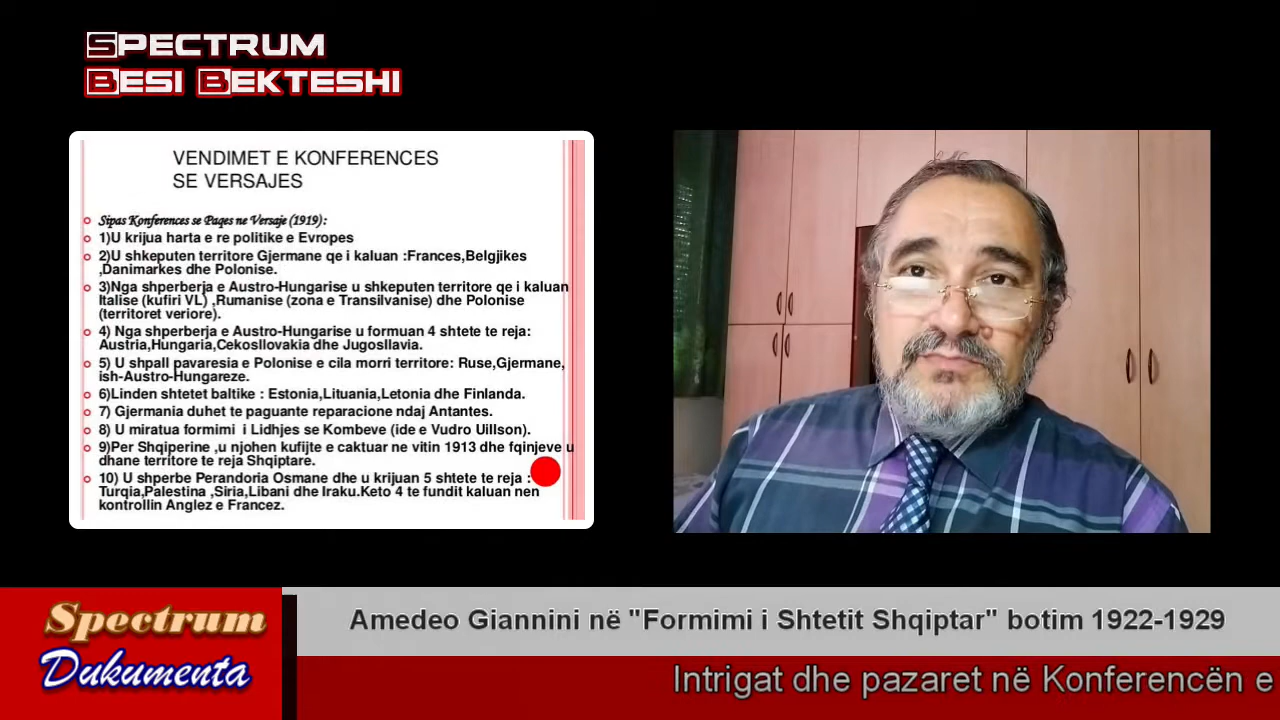 SPECTRUM
BESI BEKTESHI
VENDIMET E KONFERENCES
SE VERSAJES
Sipas Konferences se Paqes ne Versaje (1919):
1)U krijua harta e re politike e Evropes
2)U shkeputen territore Gjermane qe i kaluan :Frances,Belgjikes
,Danimarkes dhe Polonise.
3)Nga shperberja e Austro-Hungarise u shkeputen territore qe i kaluan
Italise (kufiri VL) ,Rumanise (zona e Transilvanise) dhe Polonise
(territoret veriore).
4) Nga shperberja e Austro-Hungarise u formuan 4 shtete te reja:
Austria,Hungaria,Cekosllovakia dhe Jugosllavia.
5) U shpall pavaresia e Polonise e cila morri territore: Ruse,Gjermane,
ish-Austro-Hungareze.
6)Linden shtetet baltike : Estonia,Lituania,Letonia dhe Finlanda.
7) Gjermania duhet te paguante reparacione ndaj Antantes.
8) U miratua formimi i Lidhjes se Kombeve (ide e Vudro Uillson).
9)Per Shqiperine ,u njohen kufijte e caktuar ne vitin 1913 dhe fqinjeve u
dhane territore te reja Shqiptare.
10) U shperbe Perandoria Osmane dhe u krijuan 5 shtete te reja :
Turqia,Palestina ,Siria,Libani dhe Iraku.Keto 4 te fundit kaluan nen
kontrollin Anglez e Francez.
Spectrum
Dukumenta
Amedeo Giannini në "Formimi i Shtetit Shqiptar" botim 1922-1929
Intrigat dhe pazaret në Konferencën e